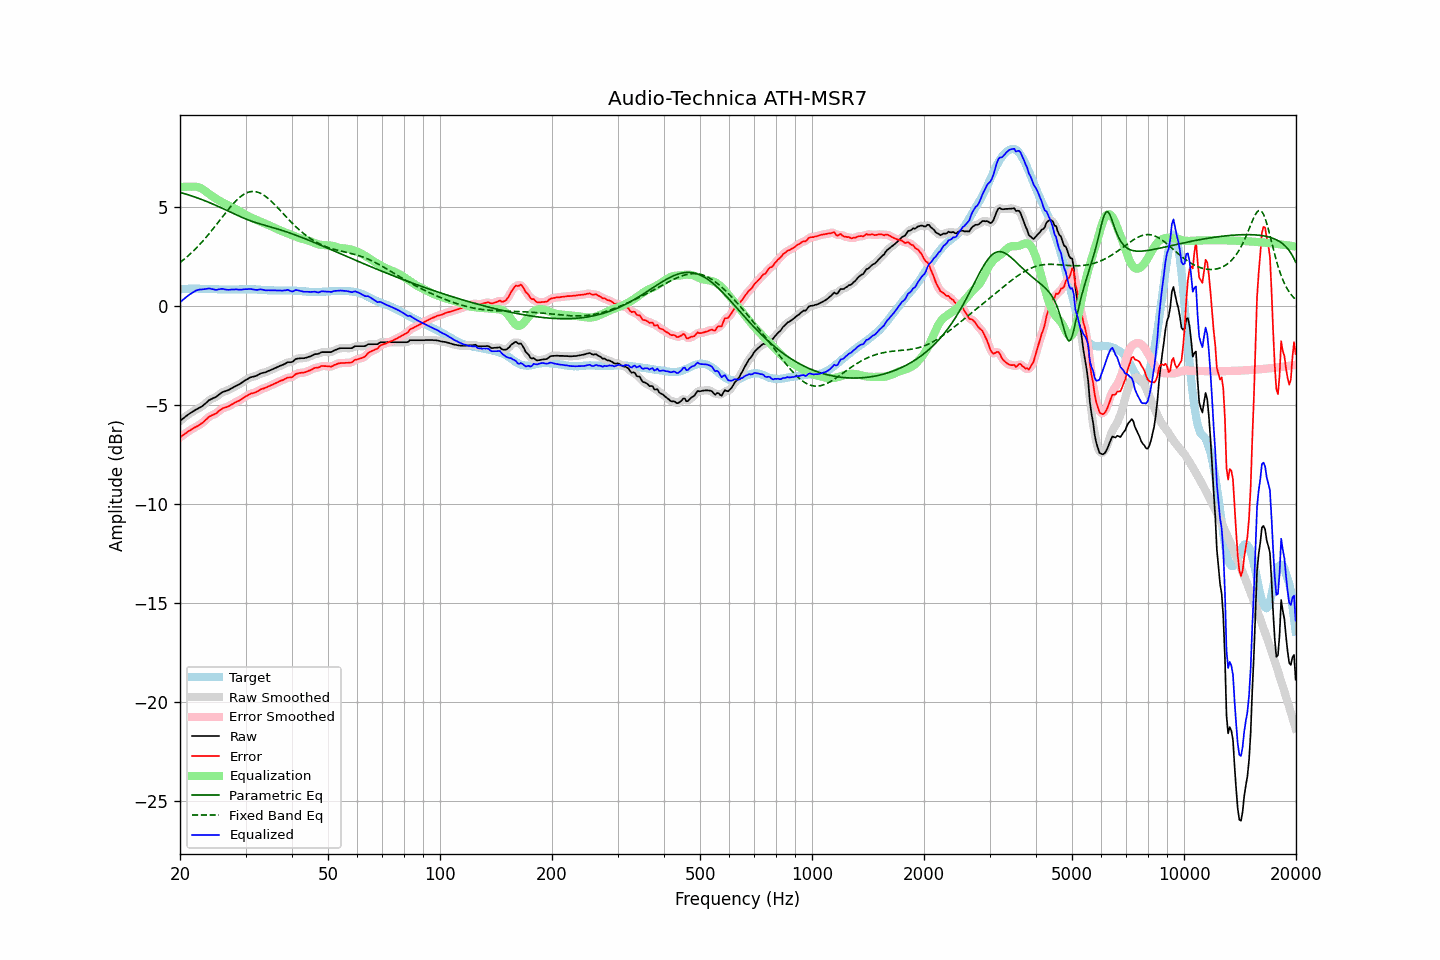 Audio-Technica ATH-MSR7
Amplitude (dBr)
5
0
−5
−10
−15
−20
−25
Target
Raw Smoothed
Error Smoothed
Raw
Error
Equalization
Parametric Eq
Fixed Band Eq
Equalized
20 50 100 200 500 1000 2000 5000 10000 20000
Frequency (Hz)